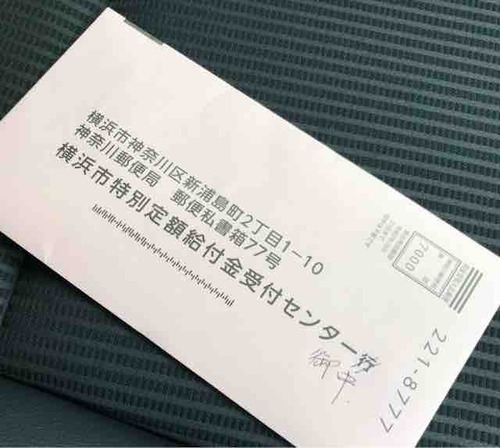 221-8777
7000
横浜市神奈川区新浦島町2丁目1-10
神奈川郵便局 郵便私書箱77号
横浜市特別定額給付金受付センター行
御中